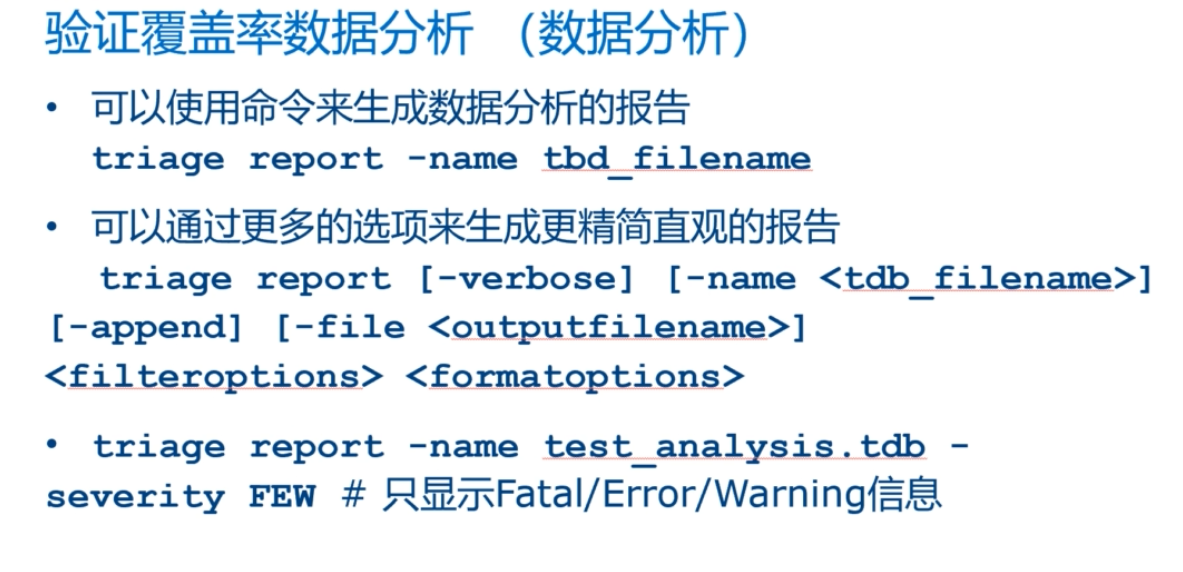 验证覆盖率数据分析 （数据分析）
• 可以使用命令来生成数据分析的报告
triage report -name tbd_filename
• 可以通过更多的选项来生成更精简直观的报告
triage report [-verbose] [-name <tdb_filename>]
[-append] [-file <outputfilename>]
<filteroptions> <formatoptions>
• triage report -name test_analysis.tdb -
severity FEW # 只显示Fatal/Error/Warning信息